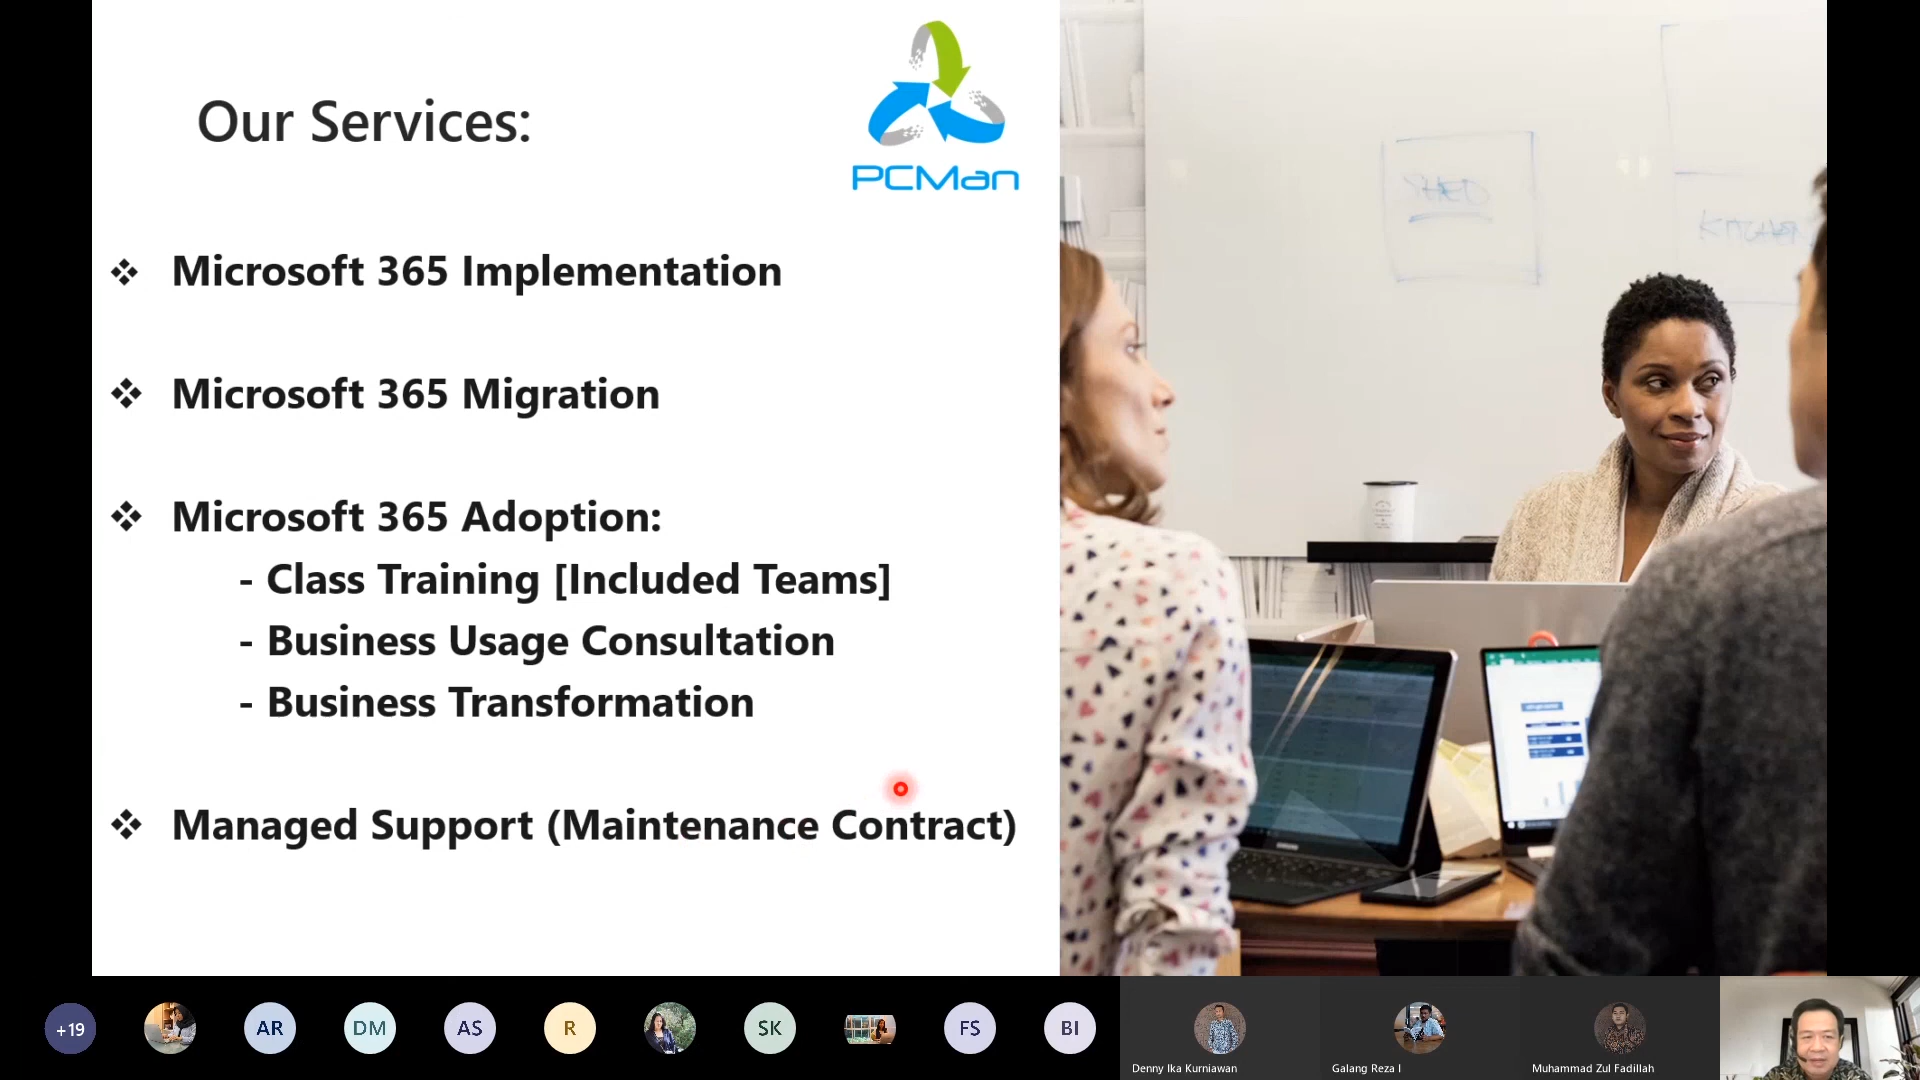 Our Services:
PCMan
❖ Microsoft 365 Implementation
❖ Microsoft 365 Migration
❖ Microsoft 365 Adoption:
- Class Training [Included Teams]
- Business Usage Consultation
- Business Transformation
❖ Managed Support (Maintenance Contract)
SHED
KITCHEN
+19
AR
DM
AS
R
SK
FS
BI
Denny Ika Kurniawan
Galang Reza I
Muhammad Zul Fadillah